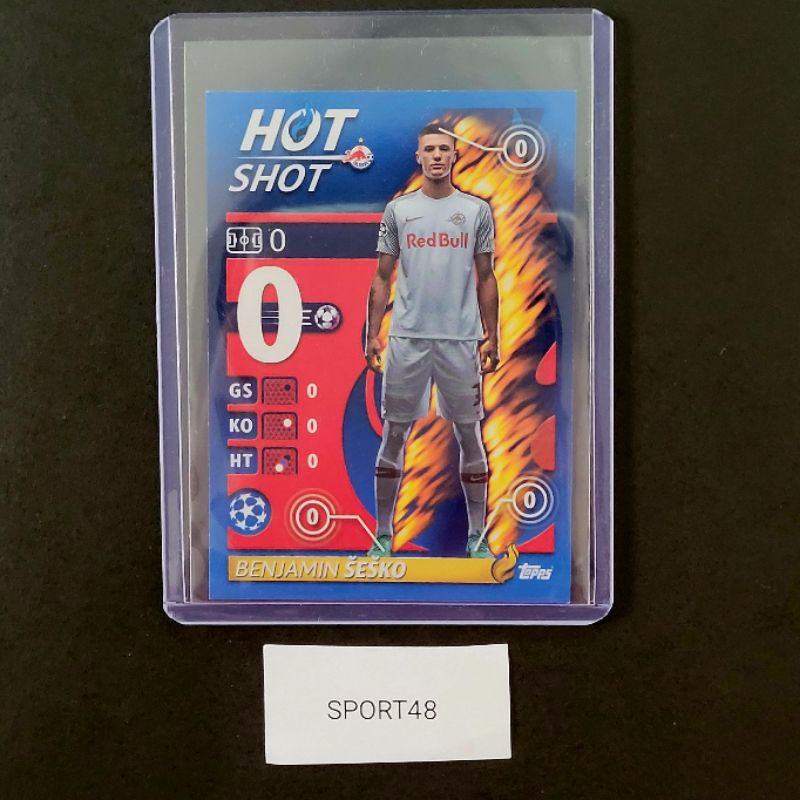 HOT
SHOT
0
0
0
Red Bull
GS 0
KO 0
HT 0
0
0
BENJAMIN ŠEŠKO
topps
SPORT48